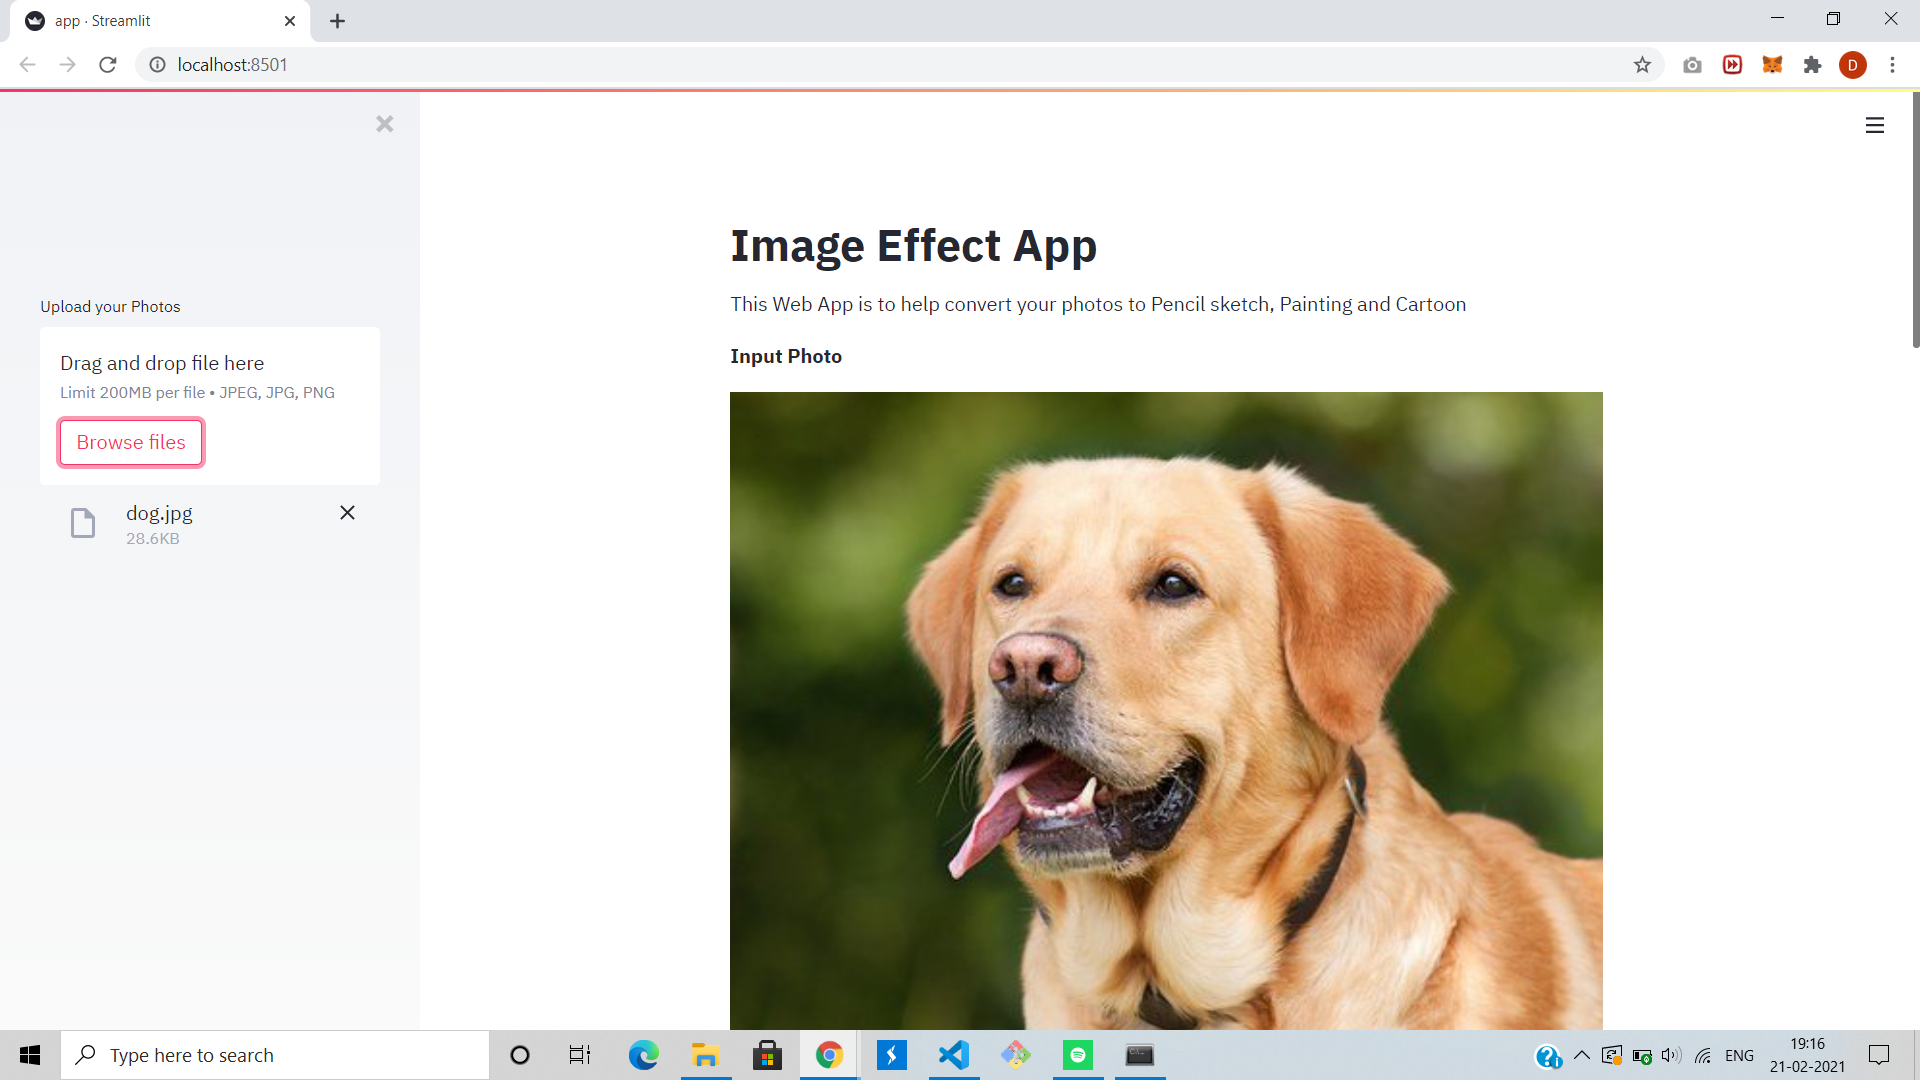 app · Streamlit
localhost:8501
D
Upload your Photos
Drag and drop file here
Limit 200MB per file • JPEG, JPG, PNG
Browse files
dog.jpg
28.6KB
Image Effect App
This Web App is to help convert your photos to Pencil sketch, Painting and Cartoon
Input Photo
Type here to search
ENG
19:16
21-02-2021